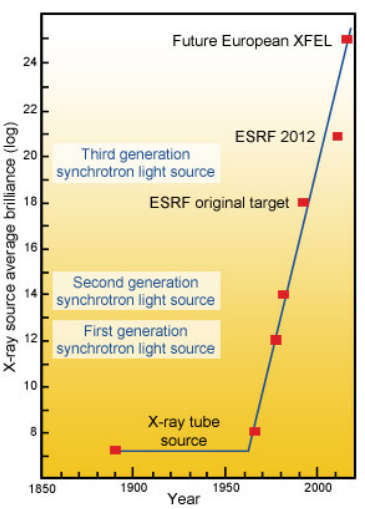 Future European XFEL
ESRF 2012
Third generation
synchrotron light source
ESRF original target
Second generation
synchrotron light source
First generation
synchrotron light source
X-ray tube
source
X-ray source average brilliance (log)
24
22
20
18
16
14
12
10
8
1850
1900
1950
2000
Year